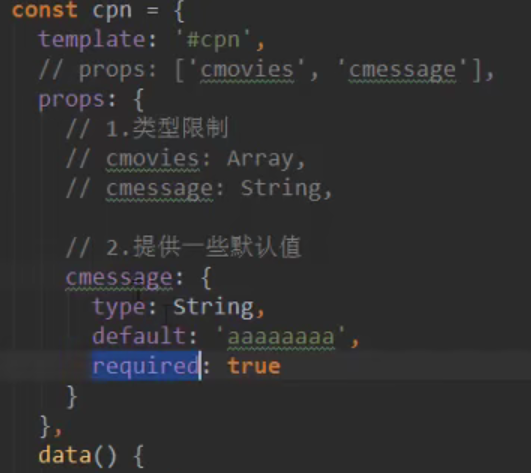 const cpn = {
template: '#cpn',
// props: ['cmovies', 'cmessage'],
props: {
// 1.类型限制
// cmovies: Array,
// cmessage: String,
// 2.提供一些默认值
cmessage: {
type: String,
default: 'aaaaaaaa',
required: true
}
},
data() {